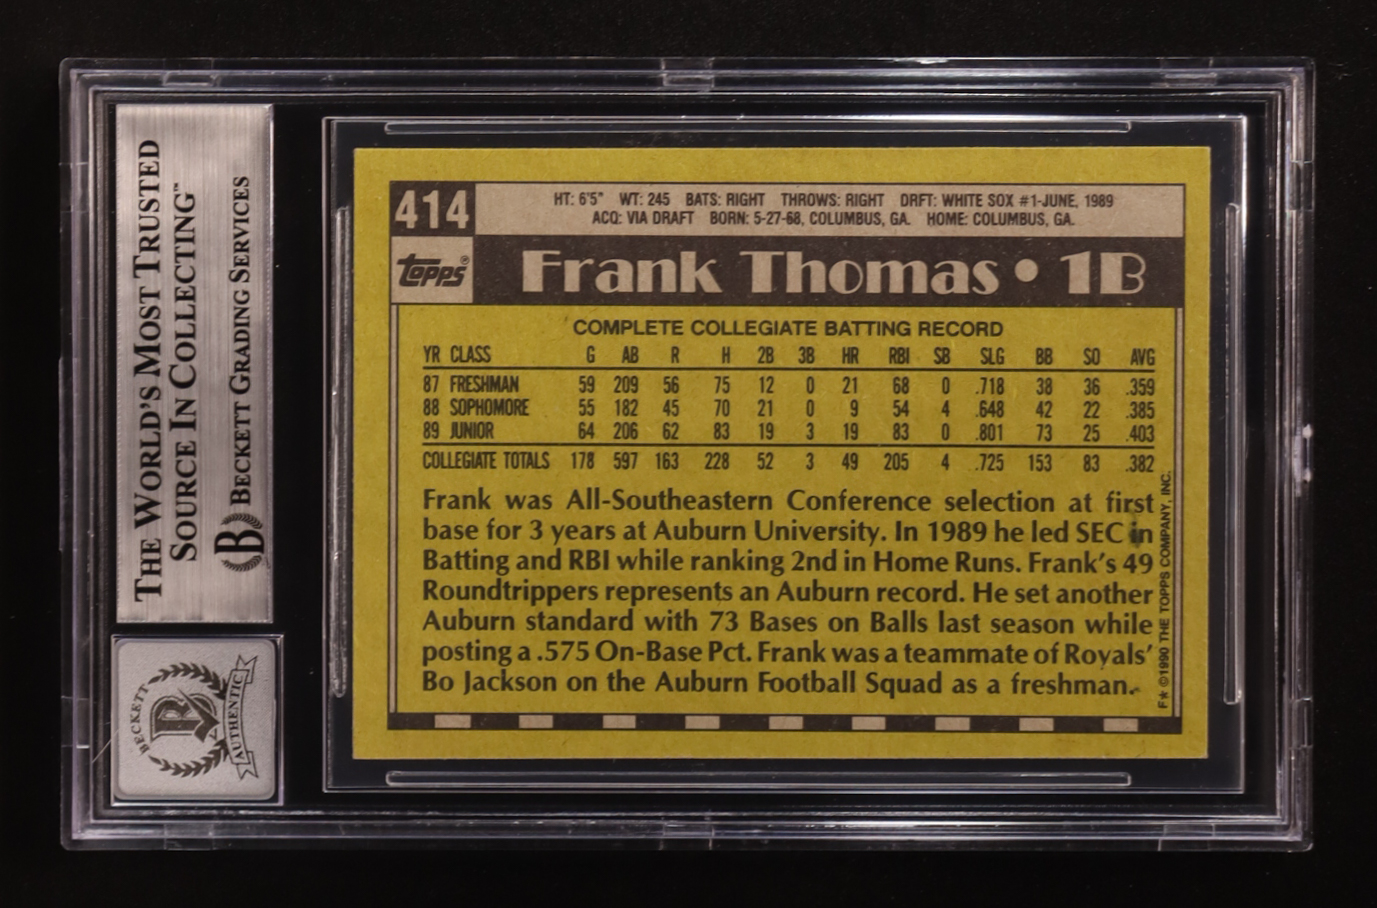 THE WORLD'S MOST TRUSTED
SOURCE IN COLLECTING™
B BECKETT GRADING SERVICES
BECKETT
AUTHENTIC
414
HT: 6'5" WT: 245 BATS: RIGHT THROWS: RIGHT DRFT: WHITE SOX #1-JUNE, 1989
ACQ: VIA DRAFT BORN: 5-27-68, COLUMBUS, GA. HOME: COLUMBUS, GA.
topps®
Frank Thomas • 1B
COMPLETE COLLEGIATE BATTING RECORD
YR CLASS G AB R H 2B 3B HR RBI SB SLG BB SO AVG
87 FRESHMAN 59 209 56 75 12 0 21 68 0 .718 38 36 .359
88 SOPHOMORE 55 182 45 70 21 0 9 54 4 .648 42 22 .385
89 JUNIOR 64 206 62 83 19 3 19 83 0 .801 73 25 .403
COLLEGIATE TOTALS 178 597 163 228 52 3 49 205 4 .725 153 83 .382
Frank was All-Southeastern Conference selection at first
base for 3 years at Auburn University. In 1989 he led SEC in
Batting and RBI while ranking 2nd in Home Runs. Frank's 49
Roundtrippers represents an Auburn record. He set another
Auburn standard with 73 Bases on Balls last season while
posting a .575 On-Base Pct. Frank was a teammate of Royals'
Bo Jackson on the Auburn Football Squad as a freshman.
F* ©1990 THE TOPPS COMPANY, INC.